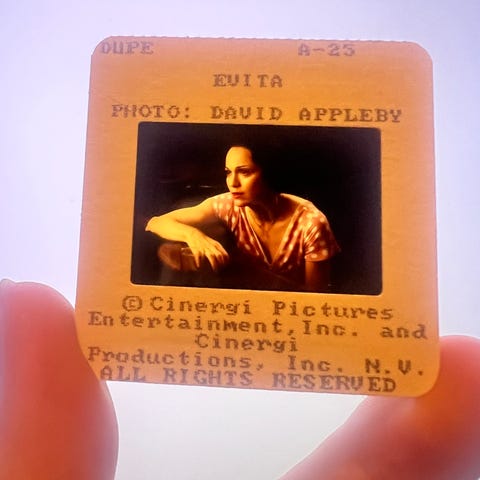 DUPE A-25
EVITA
PHOTO: DAVID APPLEBY
© Cinergi Pictures
Entertainment, Inc. and
Cinergi
Productions, Inc. N.V.
ALL RIGHTS RESERVED